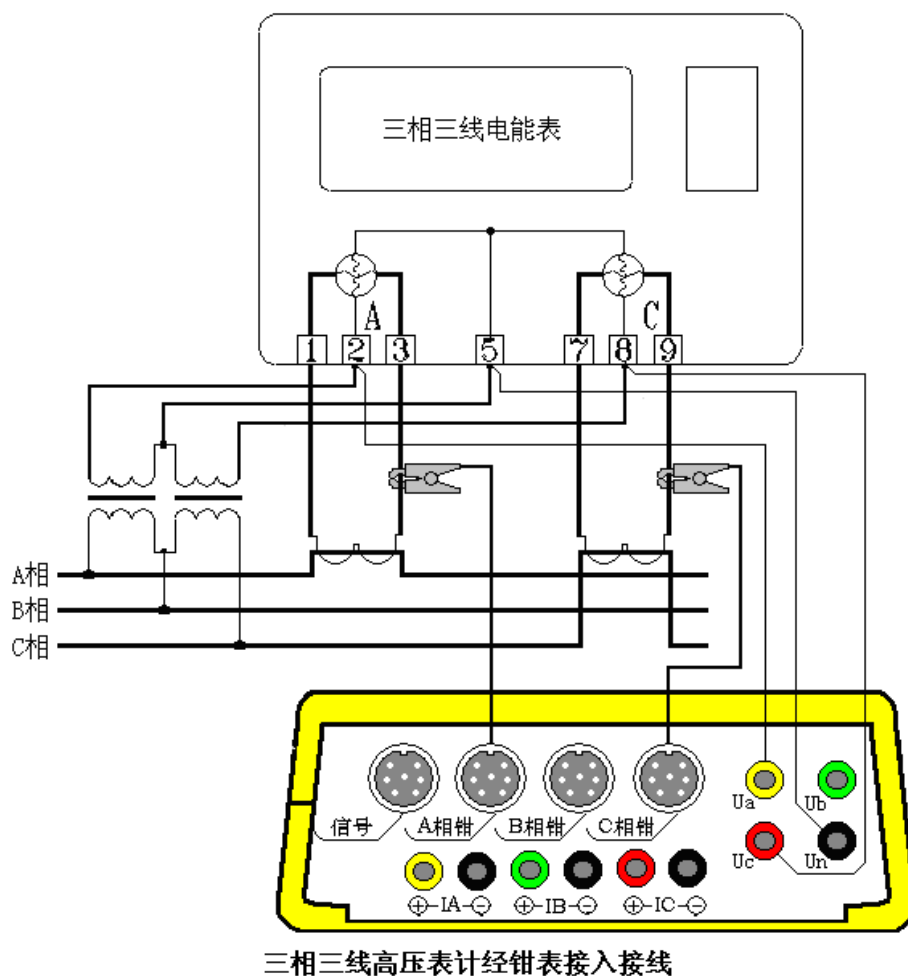 三相三线电能表
A
C
1 2 3 5 7 8 9
A相
B相
C相
Ua Ub
信号 A相钳 B相钳 C相钳
Uc Un
⊕-IA-⊖ ⊕-IB-⊖ ⊕-IC-⊖
三相三线高压表计经钳表接入接线